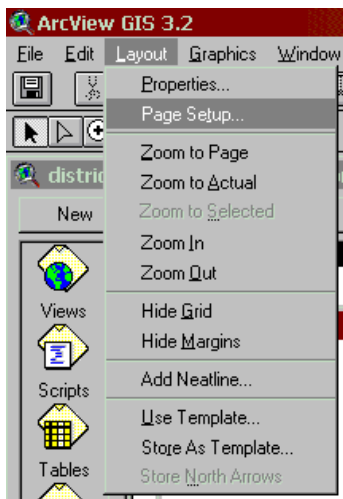 ArcView GIS 3.2
File Edit Layout Graphics Window
Properties...
Page Setup...
Zoom to Page
distric
Zoom to Actual
New
Zoom to Selected
Zoom In
Zoom Out
Views
Hide Grid
Hide Margins
Scripts
Add Neatline...
Use Template...
Store As Template...
Tables
Store North Arrows